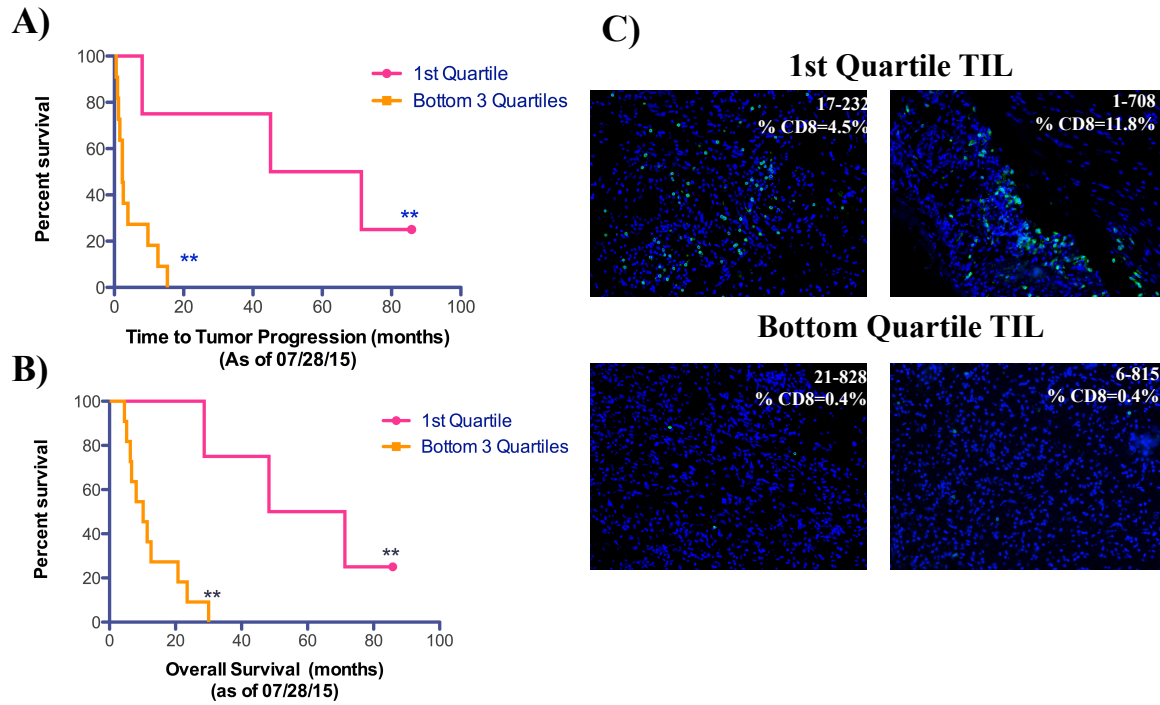 A)
100
80
60
40
20
0
Percent survival
1st Quartile
Bottom 3 Quartiles
**
**
0 20 40 60 80 100
Time to Tumor Progression (months)
(As of 07/28/15)
B)
100
80
60
40
20
0
Percent survival
1st Quartile
Bottom 3 Quartiles
**
**
0 20 40 60 80 100
Overall Survival (months)
(as of 07/28/15)
C)
1st Quartile TIL
17-232
% CD8=4.5%
1-708
% CD8=11.8%
Bottom Quartile TIL
21-828
% CD8=0.4%
6-815
% CD8=0.4%